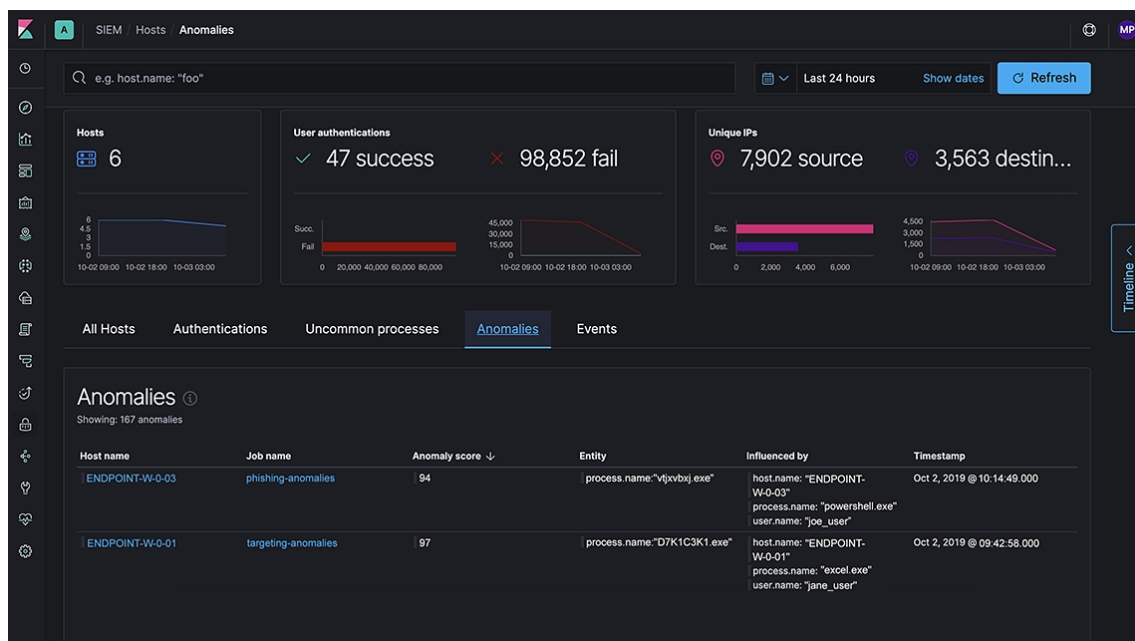 A SIEM / Hosts / Anomalies MP
e.g. host.name: "foo" Last 24 hours Show dates Refresh
Hosts
6
6
4.5
3
1.5
0
10-02 09:00 10-02 18:00 10-03 03:00
User authentications
47 success 98,852 fail
Succ.
Fail
0 20,000 40,000 60,000 80,000
45,000
30,000
15,000
0
10-02 09:00 10-02 18:00 10-03 03:00
Unique IPs
7,902 source 3,563 destin...
Src.
Dest.
0 2,000 4,000 6,000
4,500
3,000
1,500
0
10-02 09:00 10-02 18:00 10-03 03:00
Timeline
All Hosts Authentications Uncommon processes Anomalies Events
Anomalies
Showing: 167 anomalies
Host name Job name Anomaly score Entity Influenced by Timestamp
ENDPOINT-W-0-03 phishing-anomalies 94 process.name:"vtjxvbxj.exe" host.name: "ENDPOINT- Oct 2, 2019 @ 10:14:49.000
W-0-03"
process.name: "powershell.exe"
user.name: "joe_user"
ENDPOINT-W-0-01 targeting-anomalies 97 process.name:"D7K1C3K1.exe" host.name: "ENDPOINT- Oct 2, 2019 @ 09:42:58.000
W-0-01"
process.name: "excel.exe"
user.name: "jane_user"